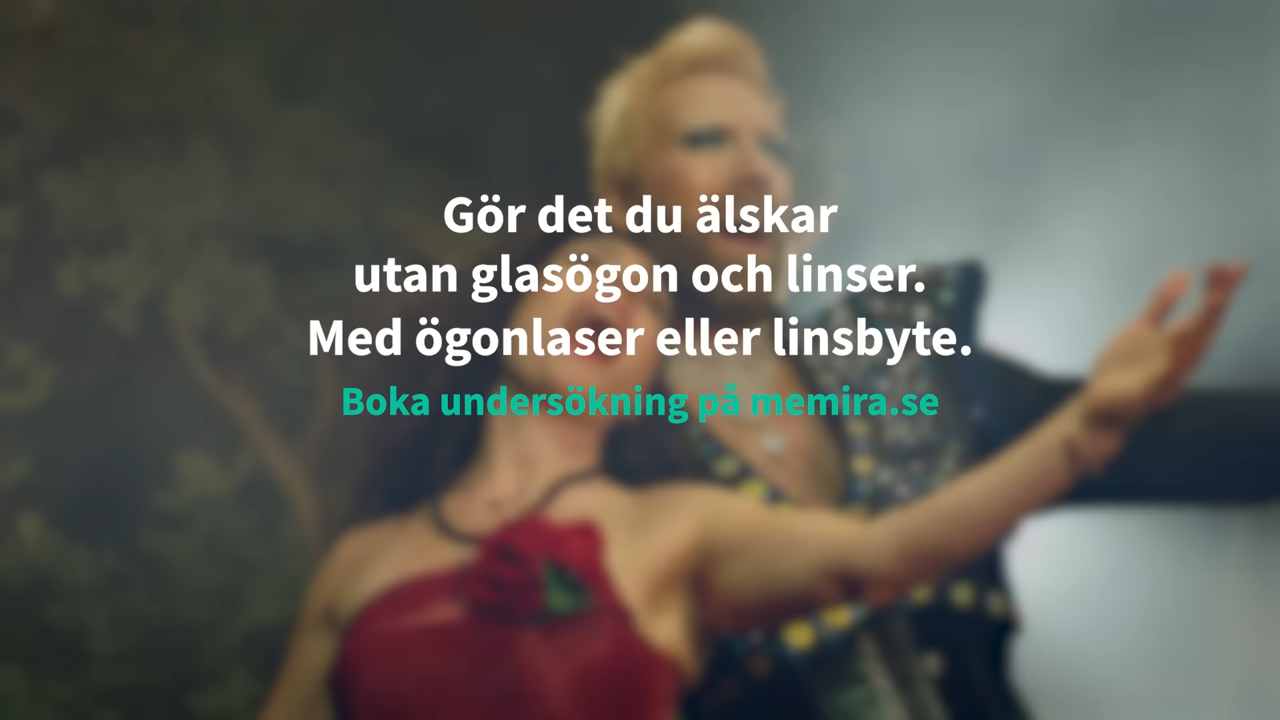 Gör det du älskar
utan glasögon och linser.
Med ögonlaser eller linsbyte.
Boka undersökning på memira.se